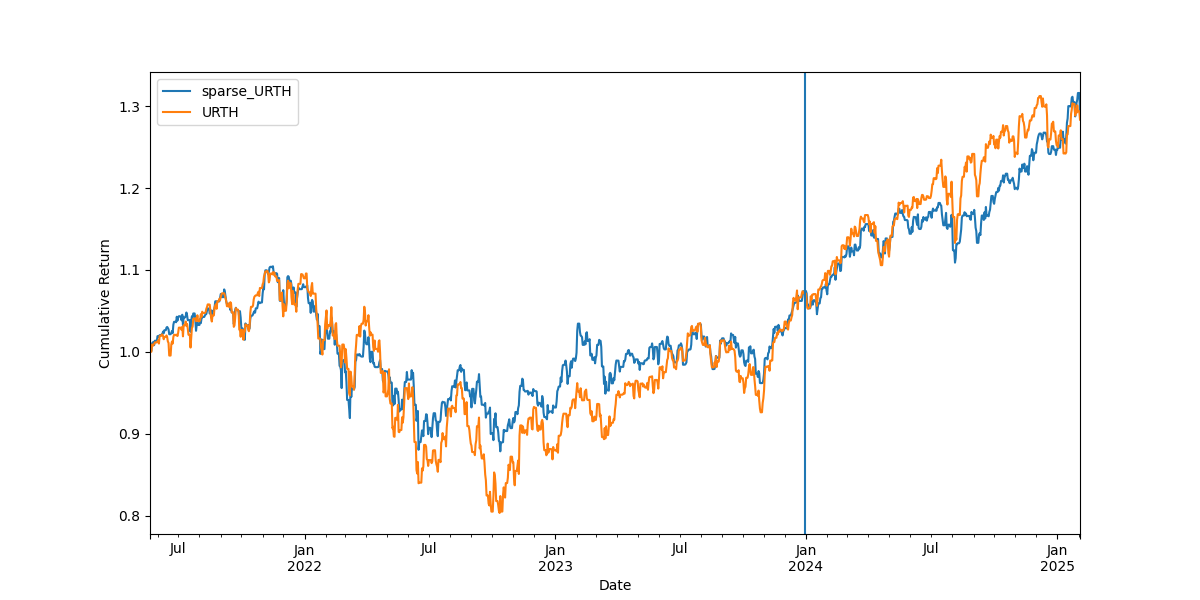 sparse_URTH
URTH
Cumulative Return
1.3
1.2
1.1
1.0
0.9
0.8
Jul
Jan
2022
Jul
Jan
2023
Jul
Jan
2024
Jul
Jan
2025
Date